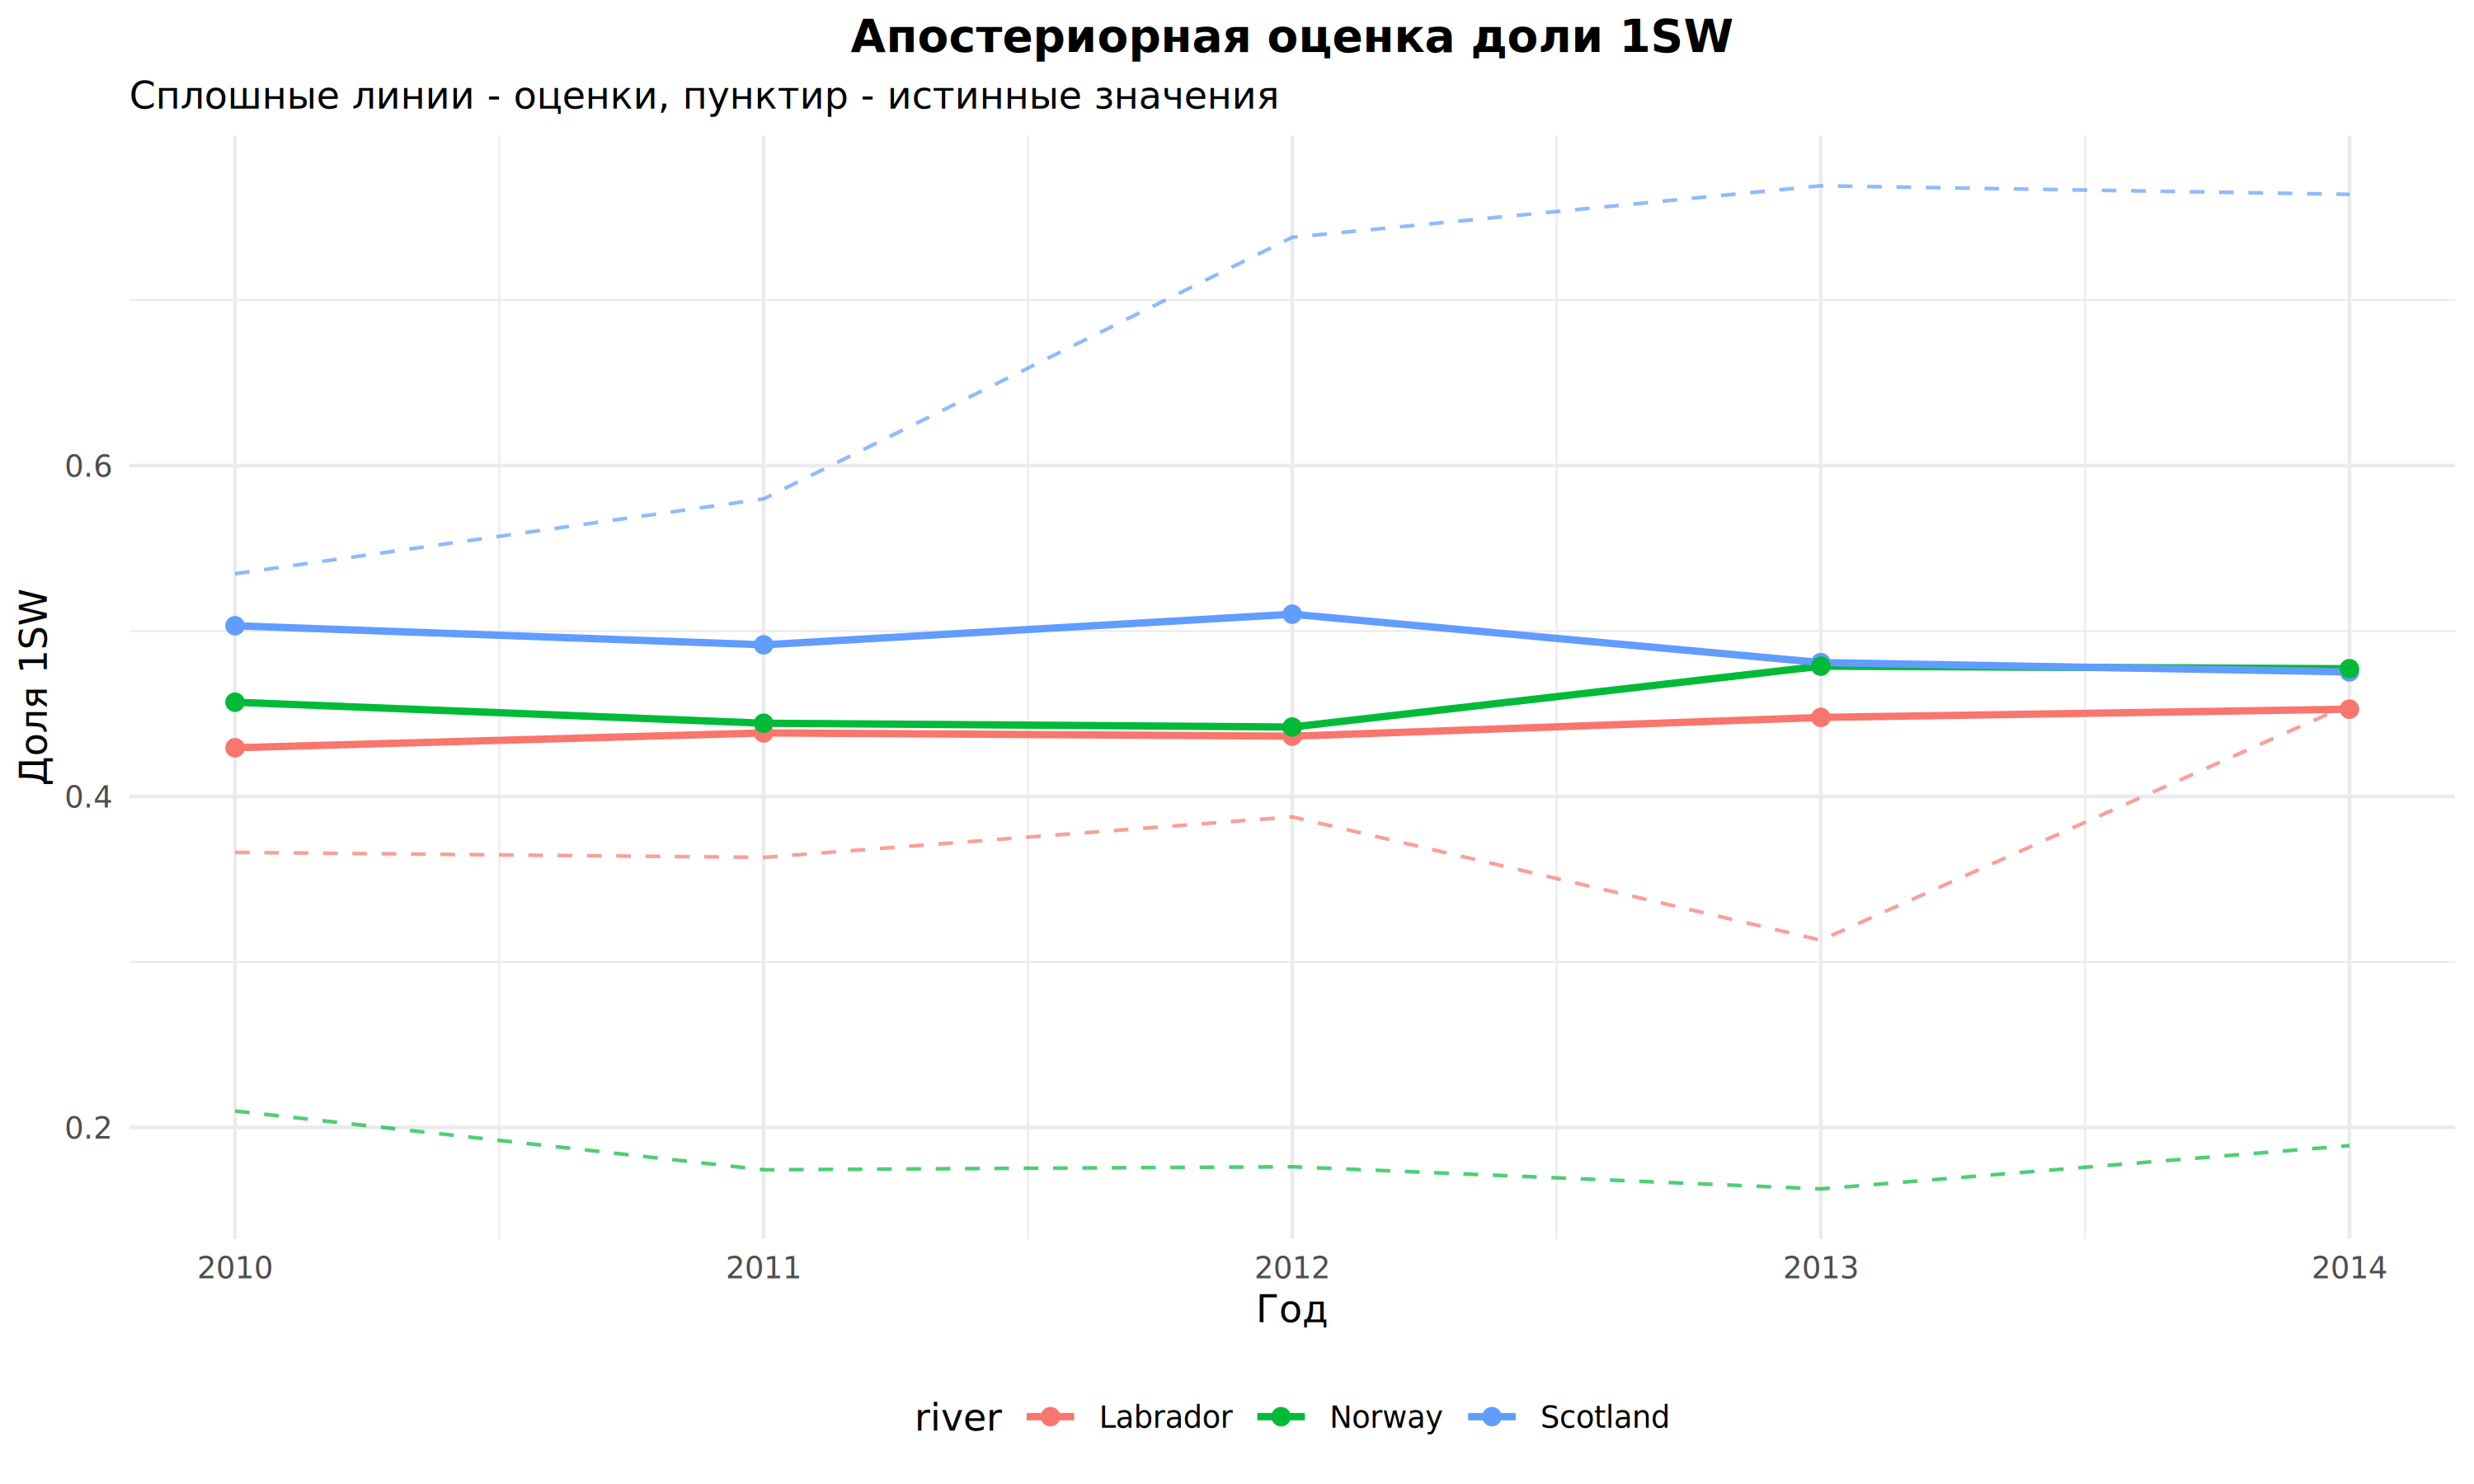 Апостериорная оценка доли 1SW
Сплошные линии - оценки, пунктир - истинные значения
Доля 1SW
0.6
0.4
0.2
2010 2011 2012 2013 2014
Год
river Labrador Norway Scotland